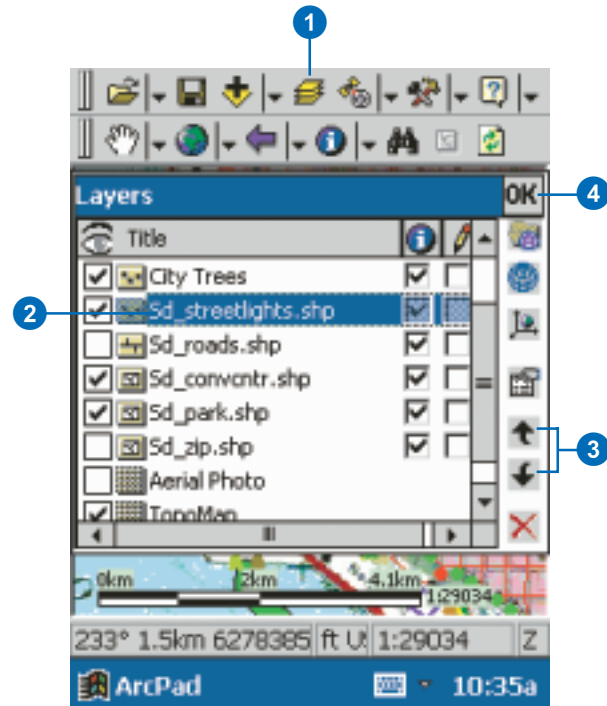 1
Layers OK
4
Title
City Trees
2
Sd_streetlights.shp
Sd_roads.shp
Sd_convcntr.shp
Sd_park.shp
3
Sd_zip.shp
Aerial Photo
TopoMap
0km 2km 4.1km
1:29034
233° 1.5km 6278385 ft US 1:29034 Z
ArcPad 10:35a